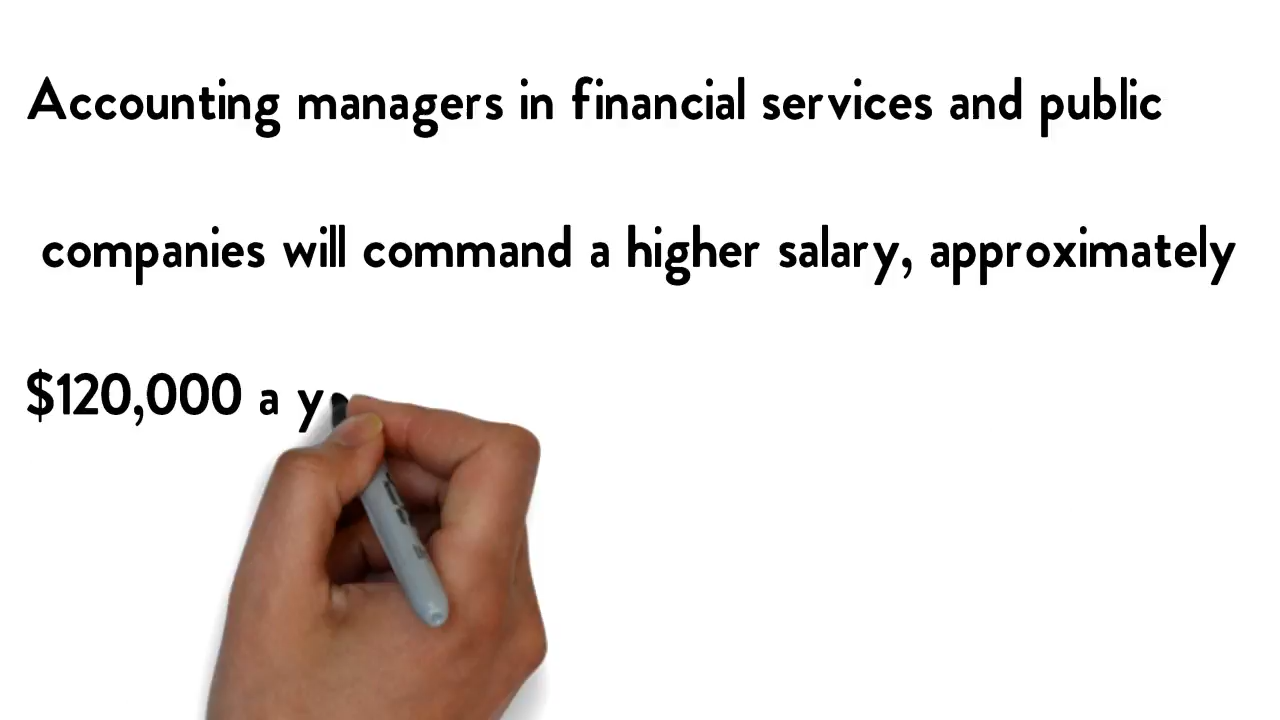 Accounting managers in financial services and public
companies will command a higher salary, approximately
$120,000 a y